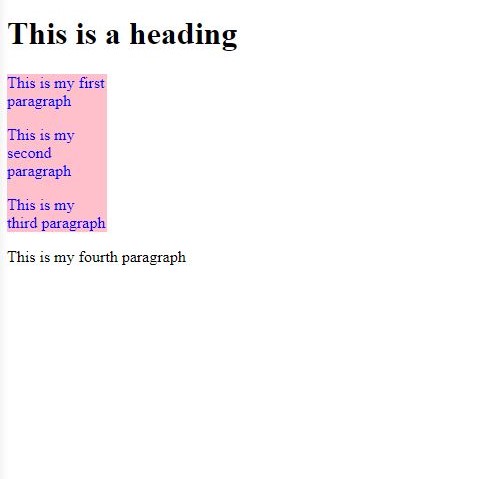 This is a heading
This is my first
paragraph
This is my
second
paragraph
This is my
third paragraph
This is my fourth paragraph